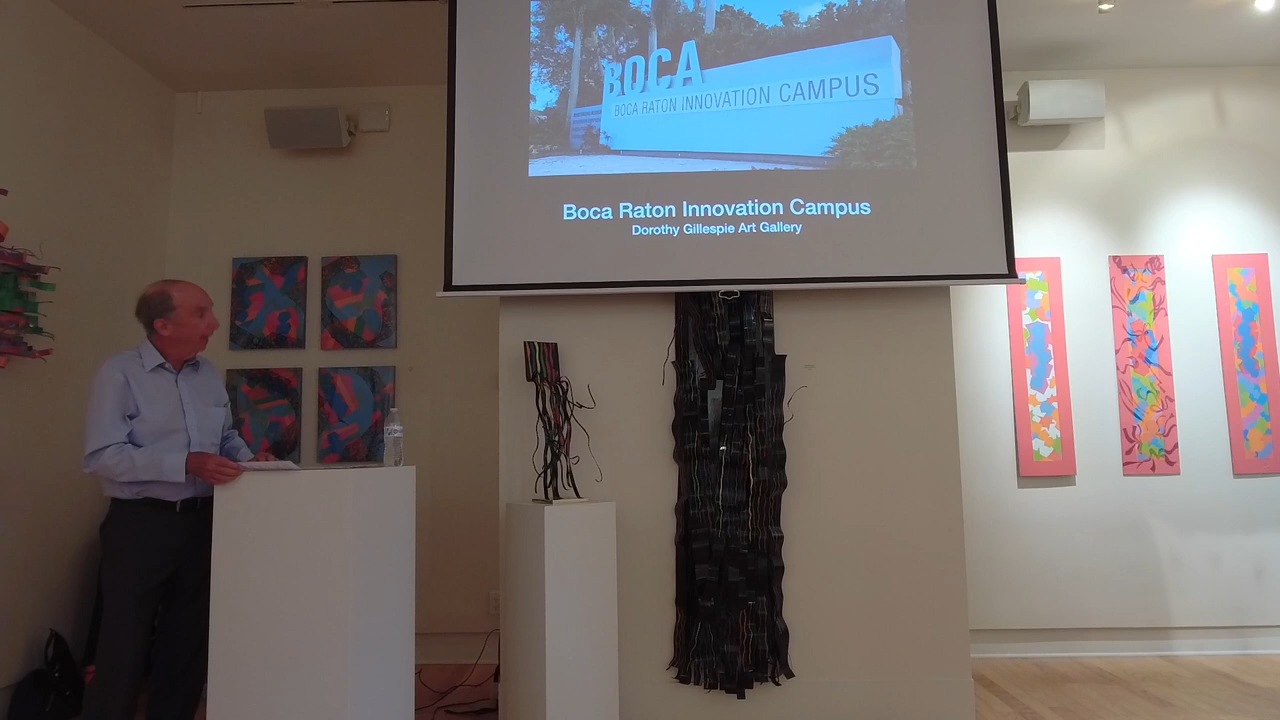 BOCA
BOCA RATON INNOVATION CAMPUS
Boca Raton Innovation Campus
Dorothy Gillespie Art Gallery